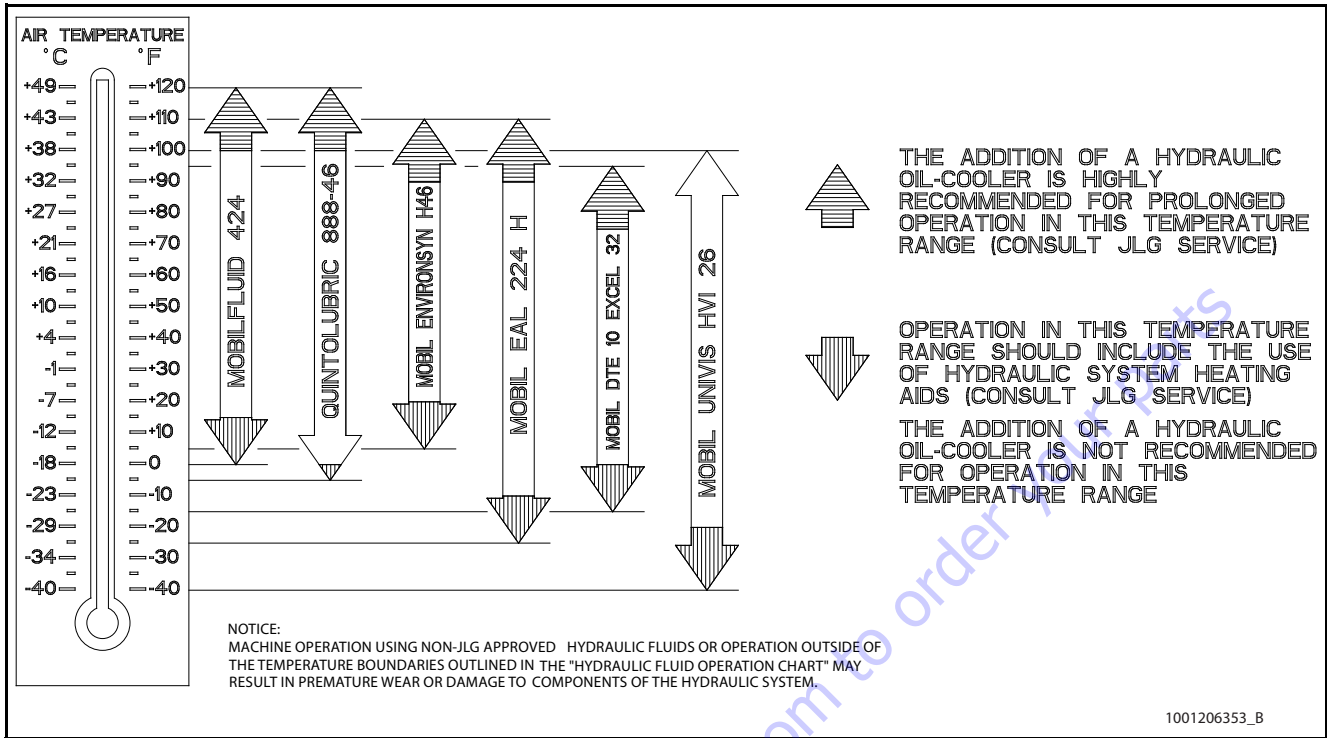 AIR TEMPERATURE
°C °F
+49 +120
+43 +110
+38 +100
+32 +90
+27 +80
+21 +70
+16 +60
+10 +50
+4 +40
-1 +30
-7 +20
-12 +10
-18 0
-23 -10
-29 -20
-34 -30
-40 -40
MOBILFLUID 424
QUINTOLUBRIC 888-46
MOBIL ENVIRONSYN H46
MOBIL EAL 224 H
MOBIL DTE 10 EXCEL 32
MOBIL UNIVIS HVI 26
THE ADDITION OF A HYDRAULIC
OIL-COOLER IS HIGHLY
RECOMMENDED FOR PROLONGED
OPERATION IN THIS TEMPERATURE
RANGE (CONSULT JLG SERVICE)
OPERATION IN THIS TEMPERATURE
RANGE SHOULD INCLUDE THE USE
OF HYDRAULIC SYSTEM HEATING
AIDS (CONSULT JLG SERVICE)
THE ADDITION OF A HYDRAULIC
OIL-COOLER IS NOT RECOMMENDED
FOR OPERATION IN THIS
TEMPERATURE RANGE
NOTICE:
MACHINE OPERATION USING NON-JLG APPROVED HYDRAULIC FLUIDS OR OPERATION OUTSIDE OF
THE TEMPERATURE BOUNDARIES OUTLINED IN THE "HYDRAULIC FLUID OPERATION CHART" MAY
RESULT IN PREMATURE WEAR OR DAMAGE TO COMPONENTS OF THE HYDRAULIC SYSTEM.
1001206353_B
om to order your parts